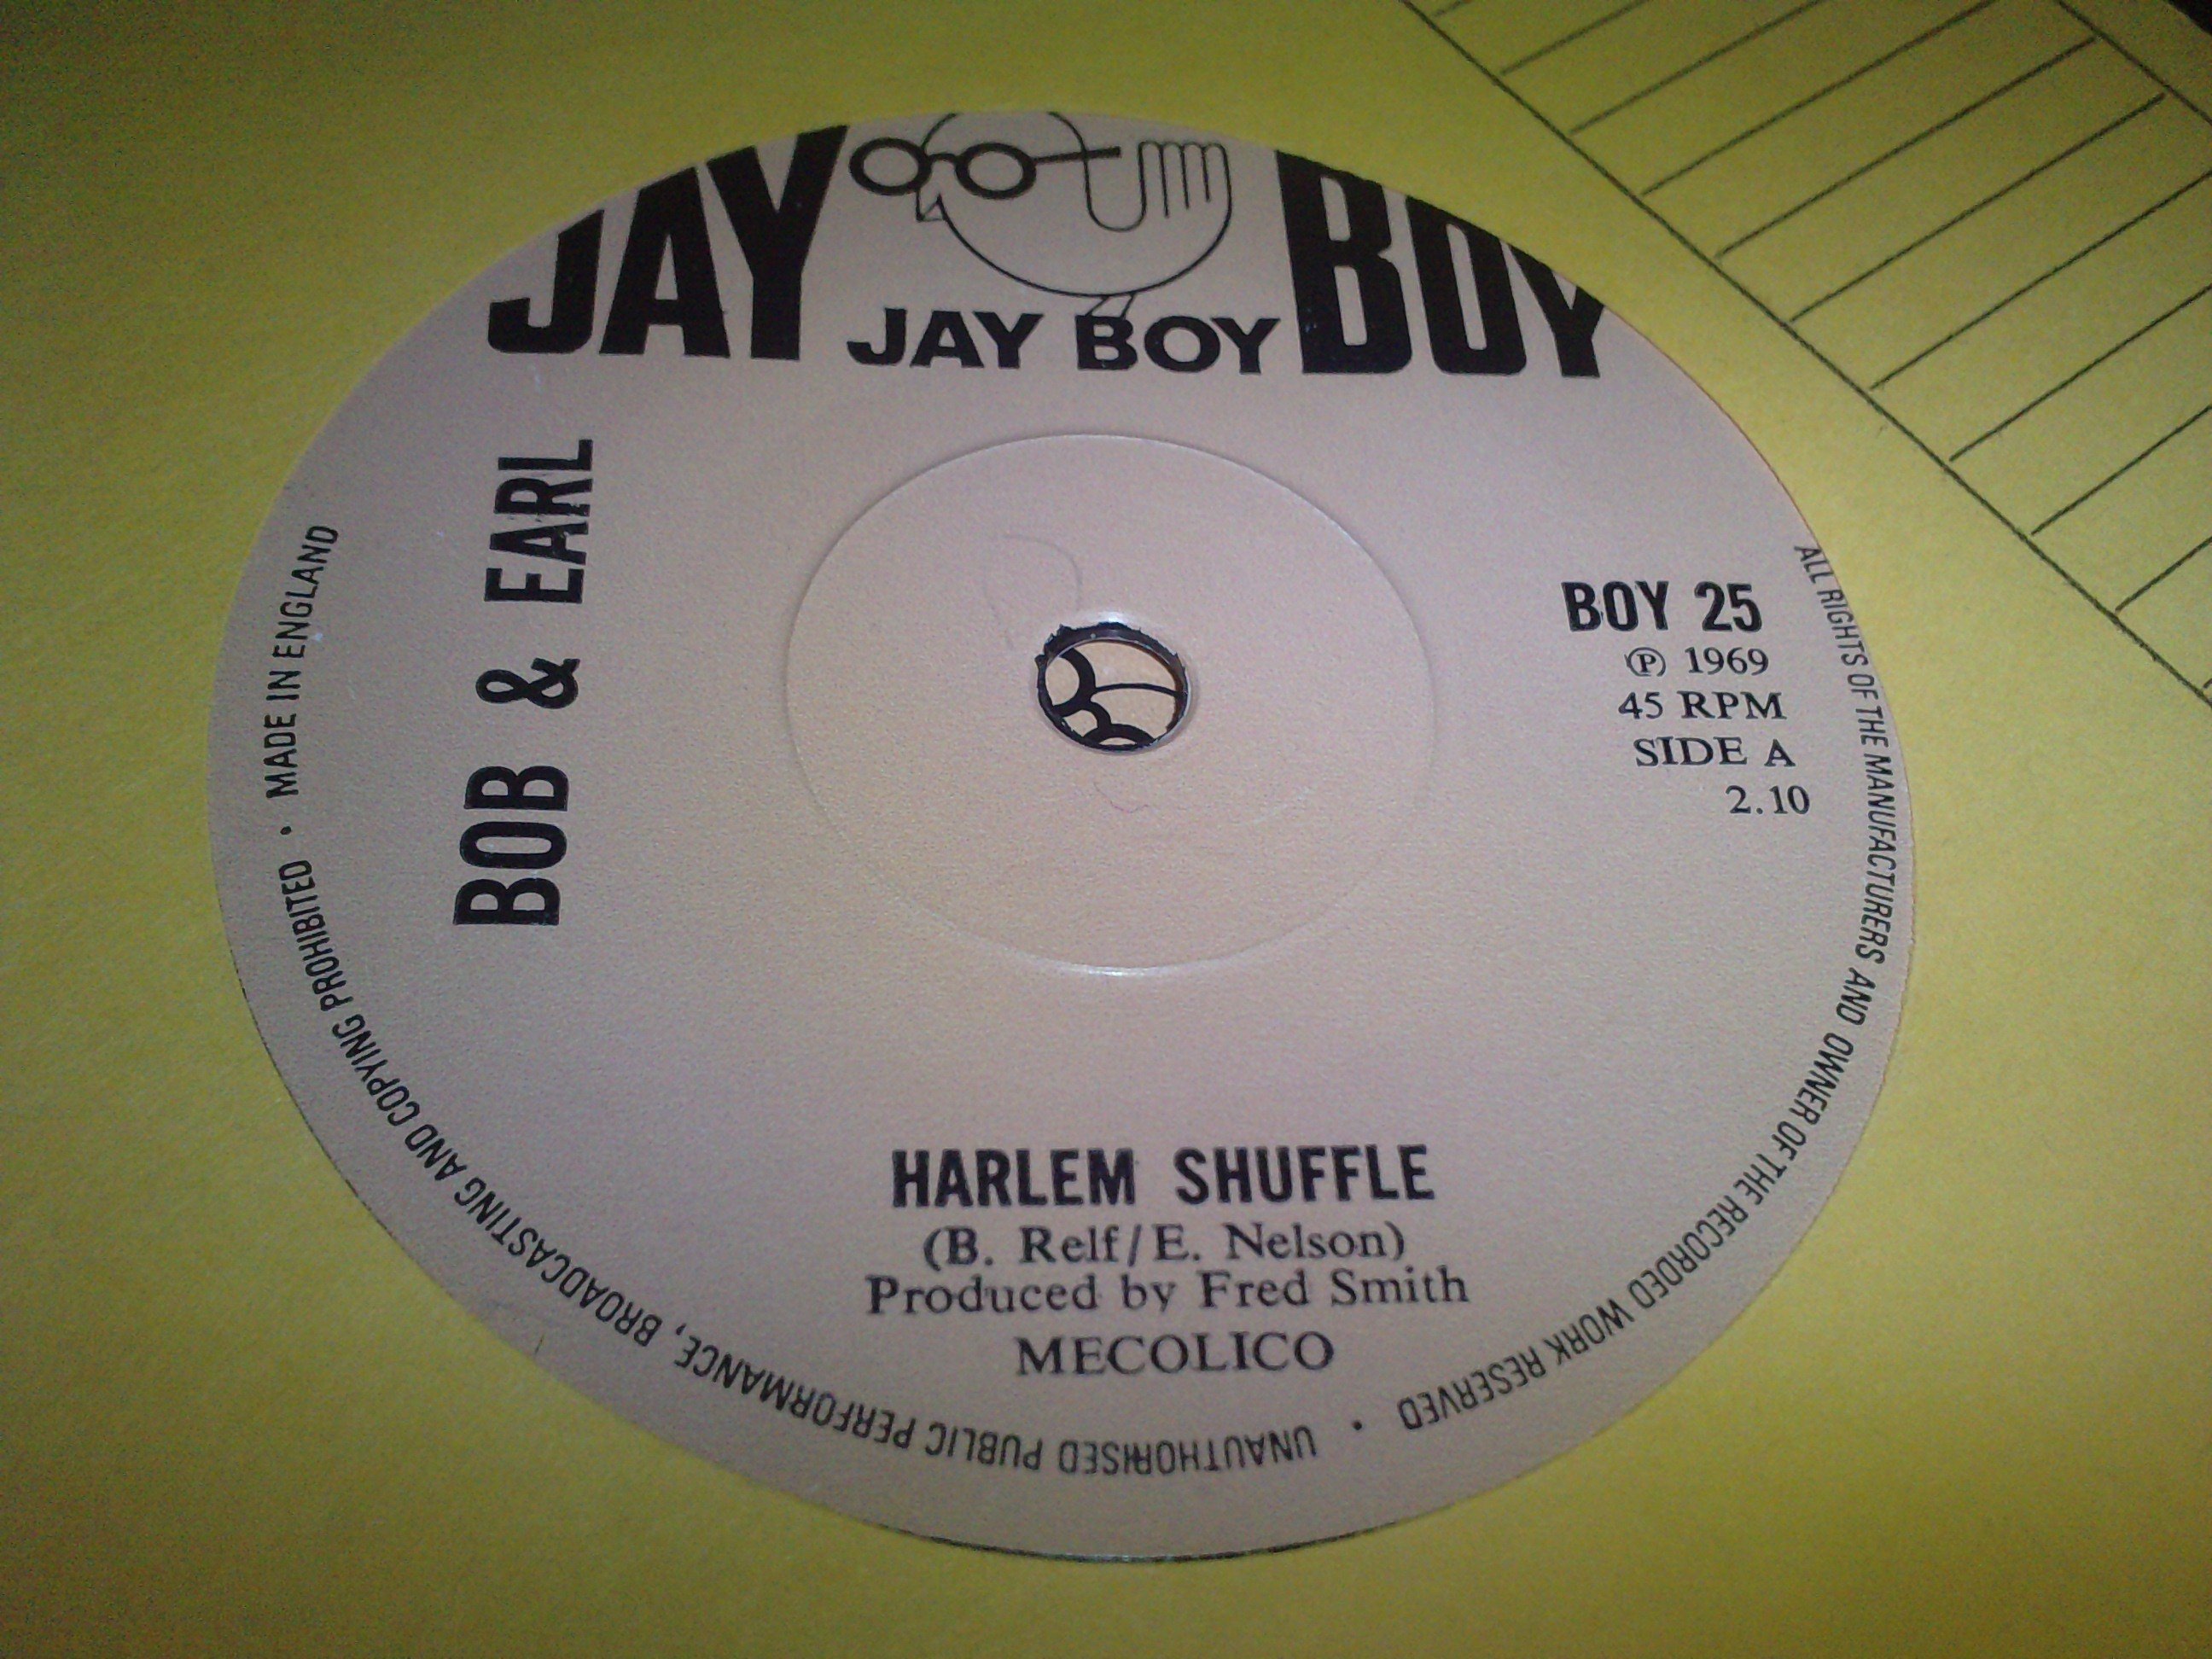 JAY BOY
JAY BOY
BOB & EARL
BOY 25
Ⓟ 1969
45 RPM
SIDE A
2.10
HARLEM SHUFFLE
(B. Relf/E. Nelson)
Produced by Fred Smith
MECOLICO
ALL RIGHTS OF THE MANUFACTURERS AND OWNER OF THE RECORDED WORK RESERVED • UNAUTHORISED PUBLIC PERFORMANCE, BROADCASTING AND COPYING PROHIBITED • MADE IN ENGLAND